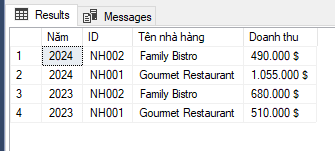 Results Messages
Năm ID Tên nhà hàng Doanh thu
1 2024 NH002 Family Bistro 490.000 $
2 2024 NH001 Gourmet Restaurant 1.055.000 $
3 2023 NH002 Family Bistro 680.000 $
4 2023 NH001 Gourmet Restaurant 510.000 $